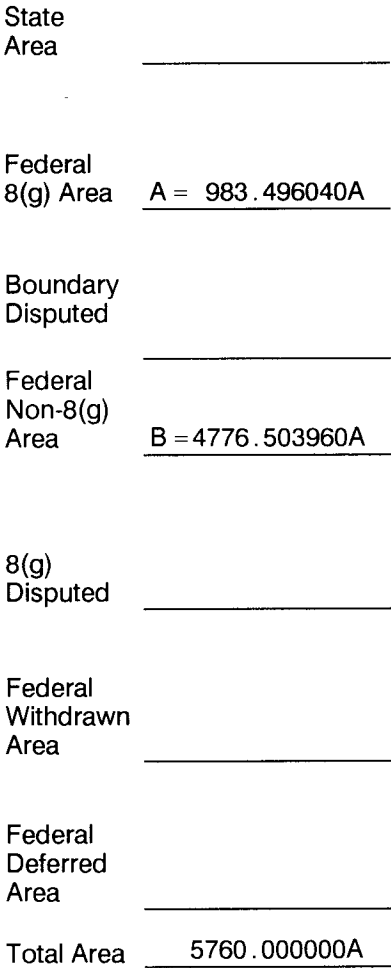 State
Area
Federal
8(g) Area A = 983.496040A
Boundary
Disputed
Federal
Non-8(g)
Area B =4776.503960A
8(g)
Disputed
Federal
Withdrawn
Area
Federal
Deferred
Area
Total Area 5760.000000A